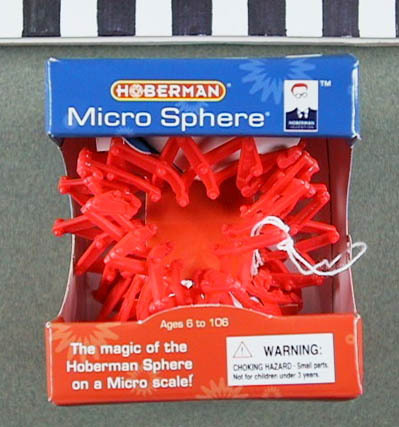 HOBERMAN®
Micro Sphere®
™
HOBERMAN
Ages 6 to 106
The magic of the
Hoberman Sphere
on a Micro scale!
WARNING:
CHOKING HAZARD - Small parts.
Not for children under 3 years.